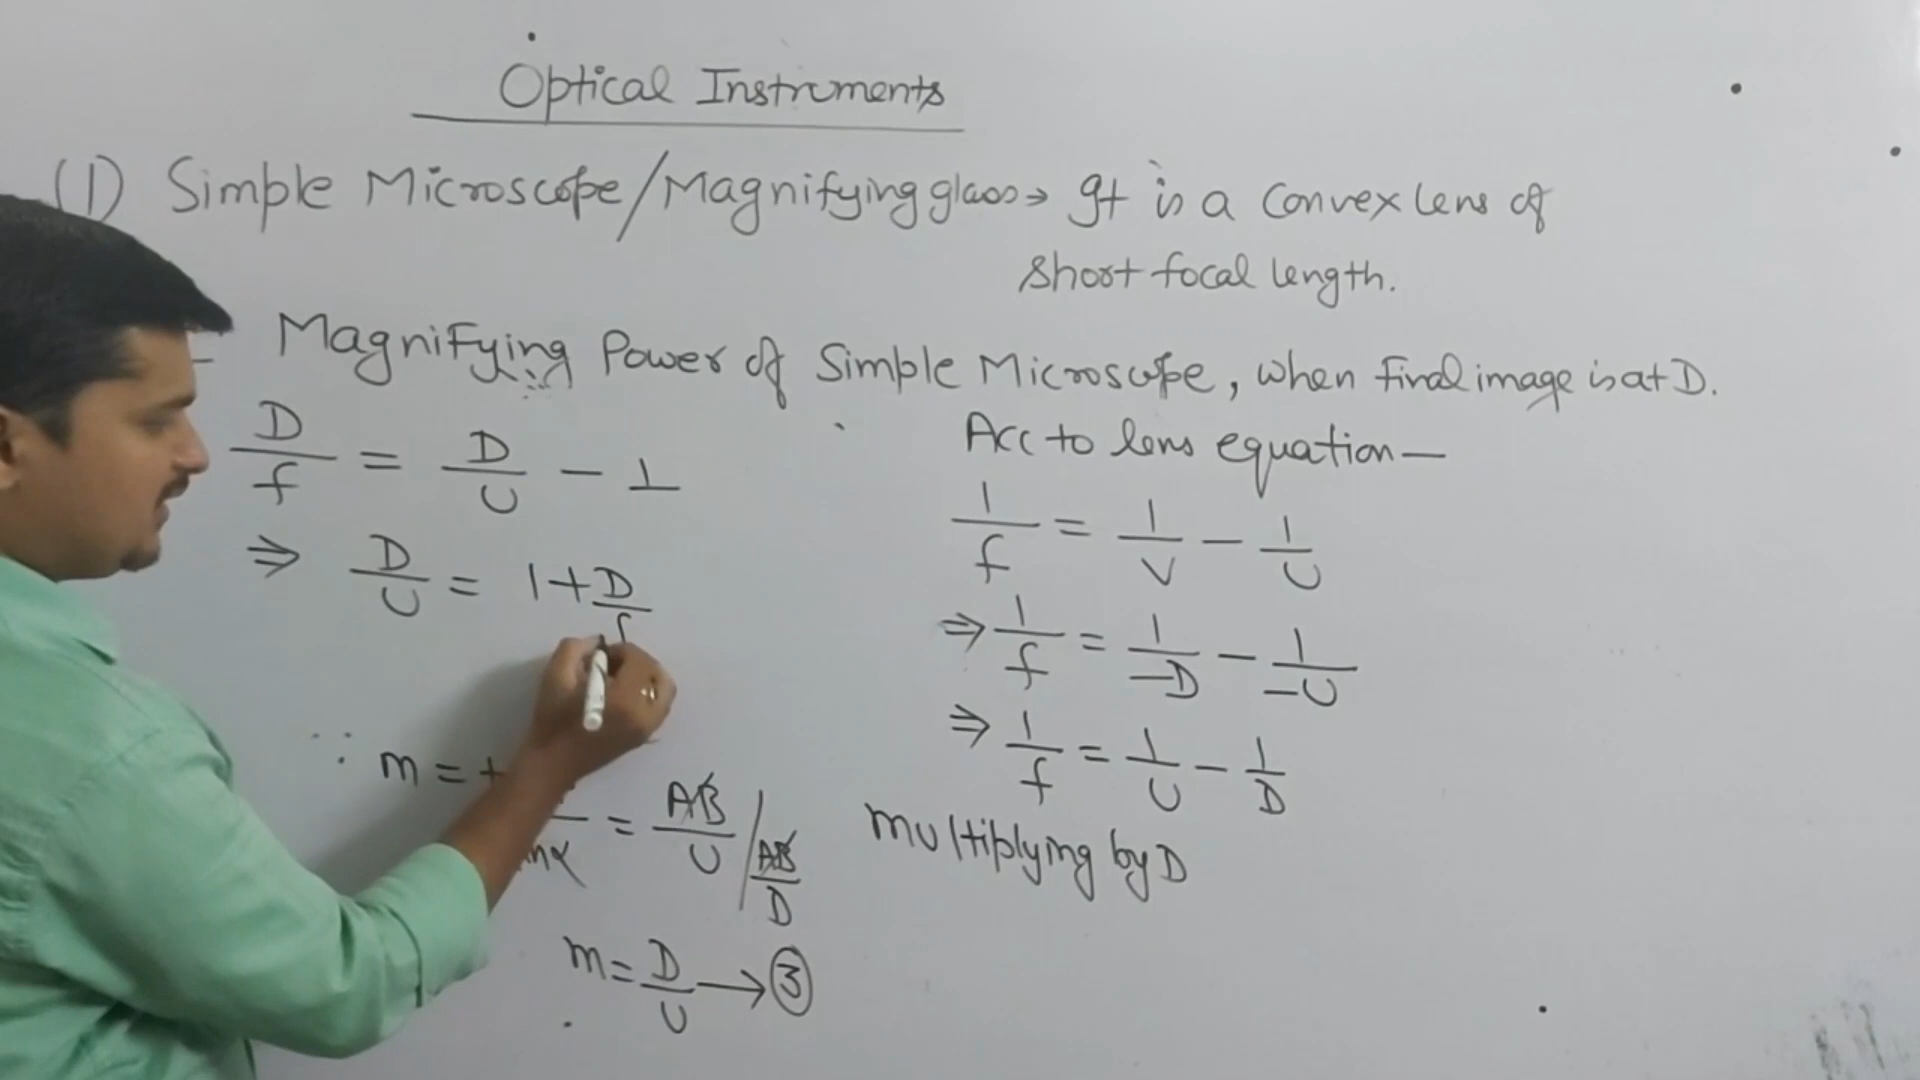 Optical Instruments
(1) Simple Microscope/Magnifying glass → It is a Convex lens of
short focal length.
Magnifying Power of Simple Microscope, when Final image is at D.
D/f = D/U - 1
⇒ D/U = 1+D/f
∵ m =
= AB/U / AB/D
m = D/U → ③
Acc to lens equation—
1/f = 1/V - 1/U
⇒ 1/f = 1/-D - 1/-U
⇒ 1/f = 1/U - 1/D
multiplying by D